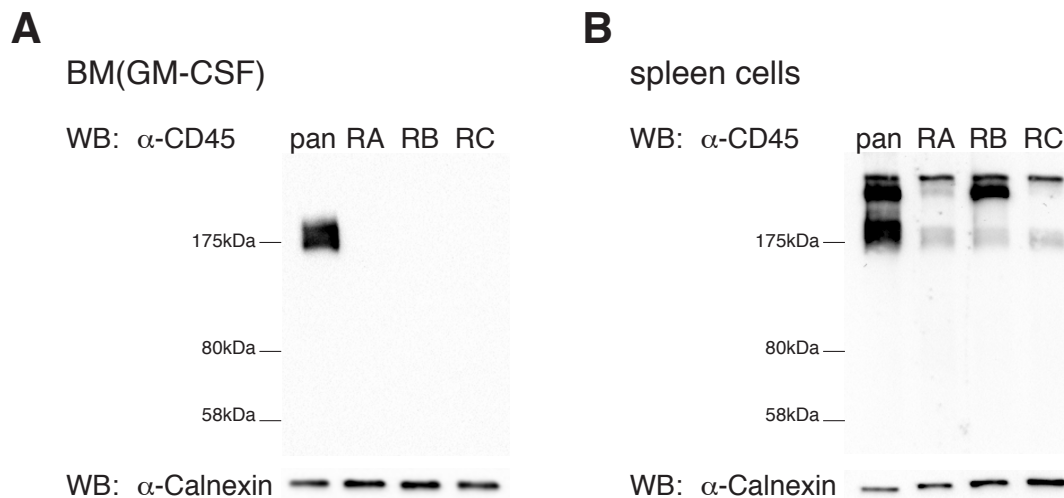 A
BM(GM-CSF)
WB: α-CD45 pan RA RB RC
175kDa
80kDa
58kDa
WB: α-Calnexin
B
spleen cells
WB: α-CD45 pan RA RB RC
175kDa
80kDa
58kDa
WB: α-Calnexin